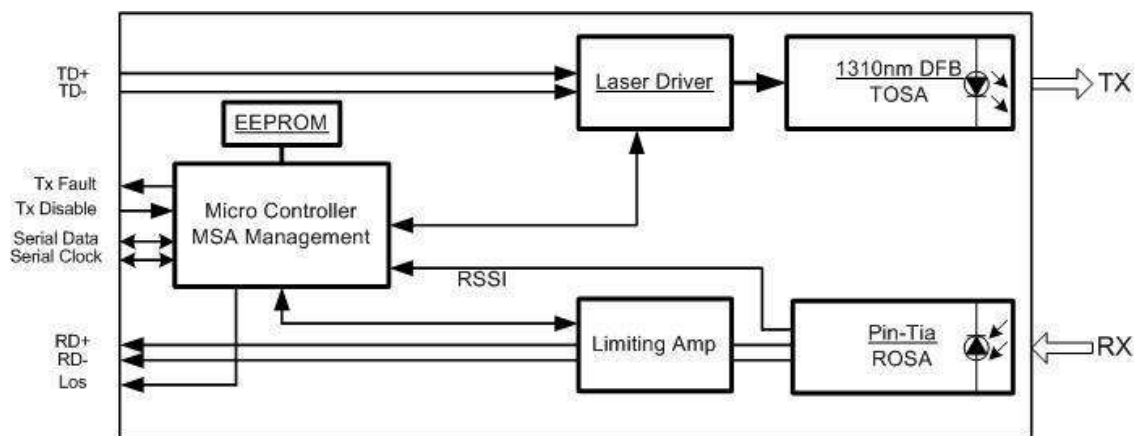 TD+
TD-
Laser Driver
1310nm DFB
TOSA
TX
EEPROM
Tx Fault
Tx Disable
Serial Data
Serial Clock
Micro Controller
MSA Management
RSSI
RD+
RD-
Los
Limiting Amp
Pin-Tia
ROSA
RX